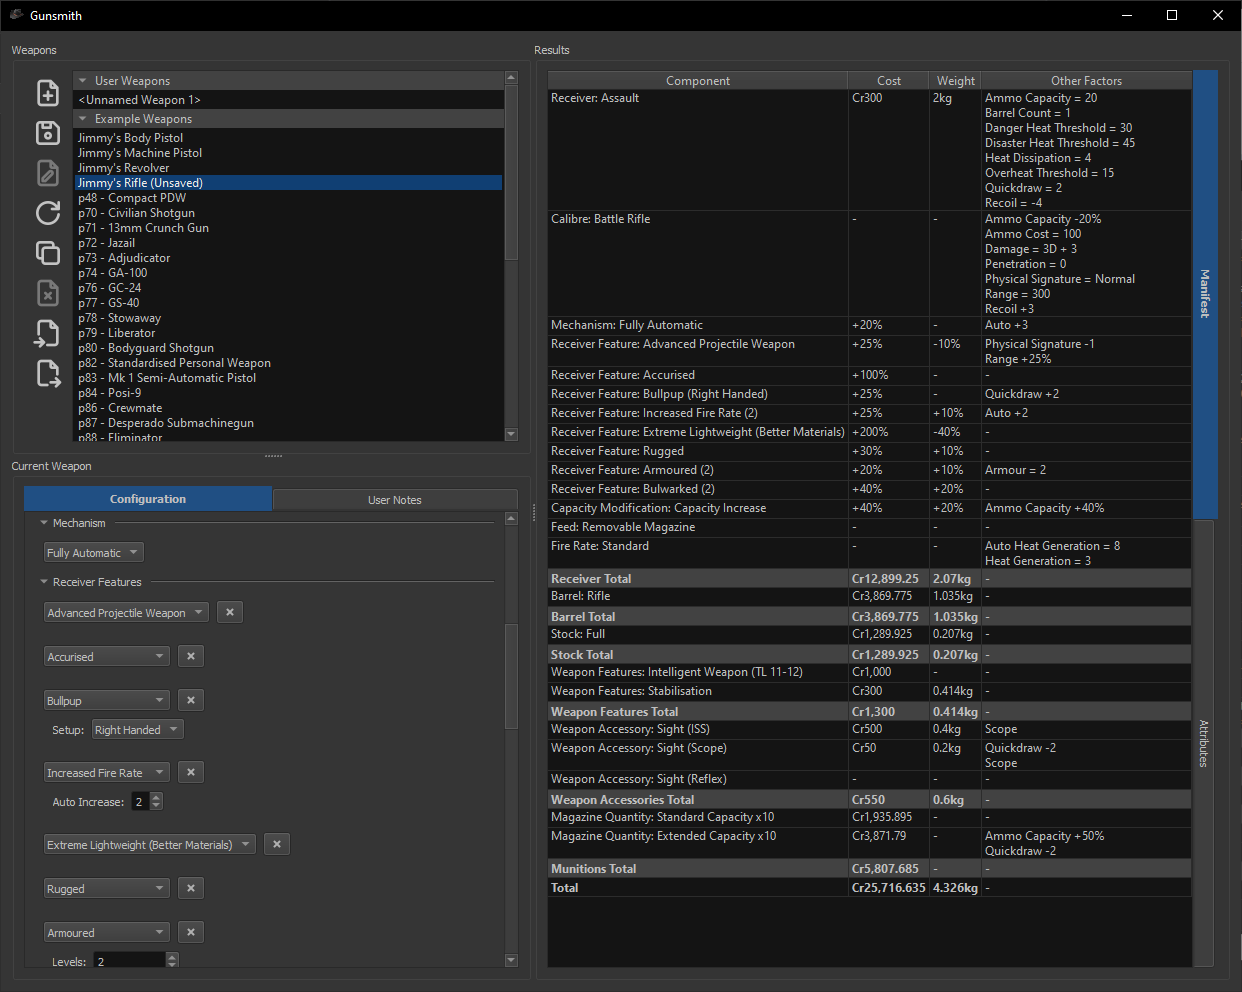 Gunsmith
Weapons
User Weapons
<Unnamed Weapon 1>
Example Weapons
Jimmy's Body Pistol
Jimmy's Machine Pistol
Jimmy's Revolver
Jimmy's Rifle (Unsaved)
p48 - Compact PDW
p70 - Civilian Shotgun
p71 - 13mm Crunch Gun
p72 - Jazail
p73 - Adjudicator
p74 - GA-100
p76 - GC-24
p77 - GS-40
p78 - Stowaway
p79 - Liberator
p80 - Bodyguard Shotgun
p82 - Standardised Personal Weapon
p83 - Mk 1 Semi-Automatic Pistol
p84 - Posi-9
p86 - Crewmate
p87 - Desperado Submachinegun
p88 - Eliminator
Current Weapon
Configuration
User Notes
Mechanism
Fully Automatic
Receiver Features
Advanced Projectile Weapon
Accurised
Bullpup
Setup: Right Handed
Increased Fire Rate
Auto Increase: 2
Extreme Lightweight (Better Materials)
Rugged
Armoured
Levels: 2
Results
Component Cost Weight Other Factors
Receiver: Assault Cr300 2kg Ammo Capacity = 20
Barrel Count = 1
Danger Heat Threshold = 30
Disaster Heat Threshold = 45
Heat Dissipation = 4
Overheat Threshold = 15
Quickdraw = 2
Recoil = -4
Calibre: Battle Rifle - - Ammo Capacity -20%
Ammo Cost = 100
Damage = 3D + 3
Penetration = 0
Physical Signature = Normal
Range = 300
Recoil +3
Mechanism: Fully Automatic +20% - Auto +3
Receiver Feature: Advanced Projectile Weapon +25% -10% Physical Signature -1
Range +25%
Receiver Feature: Accurised +100% - -
Receiver Feature: Bullpup (Right Handed) +25% - Quickdraw +2
Receiver Feature: Increased Fire Rate (2) +25% +10% Auto +2
Receiver Feature: Extreme Lightweight (Better Materials) +200% -40% -
Receiver Feature: Rugged +30% +10% -
Receiver Feature: Armoured (2) +20% +10% Armour = 2
Receiver Feature: Bulwarked (2) +40% +20% -
Capacity Modification: Capacity Increase +40% +20% Ammo Capacity +40%
Feed: Removable Magazine - - -
Fire Rate: Standard - - Auto Heat Generation = 8
Heat Generation = 3
Receiver Total Cr12,899.25 2.07kg -
Barrel: Rifle Cr3,869.775 1.035kg -
Barrel Total Cr3,869.775 1.035kg -
Stock: Full Cr1,289.925 0.207kg -
Stock Total Cr1,289.925 0.207kg -
Weapon Features: Intelligent Weapon (TL 11-12) Cr1,000 - -
Weapon Features: Stabilisation Cr300 0.414kg -
Weapon Features Total Cr1,300 0.414kg -
Weapon Accessory: Sight (ISS) Cr500 0.4kg Scope
Weapon Accessory: Sight (Scope) Cr50 0.2kg Quickdraw -2
Scope
Weapon Accessory: Sight (Reflex) - - -
Weapon Accessories Total Cr550 0.6kg -
Magazine Quantity: Standard Capacity x10 Cr1,935.895 - -
Magazine Quantity: Extended Capacity x10 Cr3,871.79 - Ammo Capacity +50%
Quickdraw -2
Munitions Total Cr5,807.685 - -
Total Cr25,716.635 4.326kg -
Manifest
Attributes